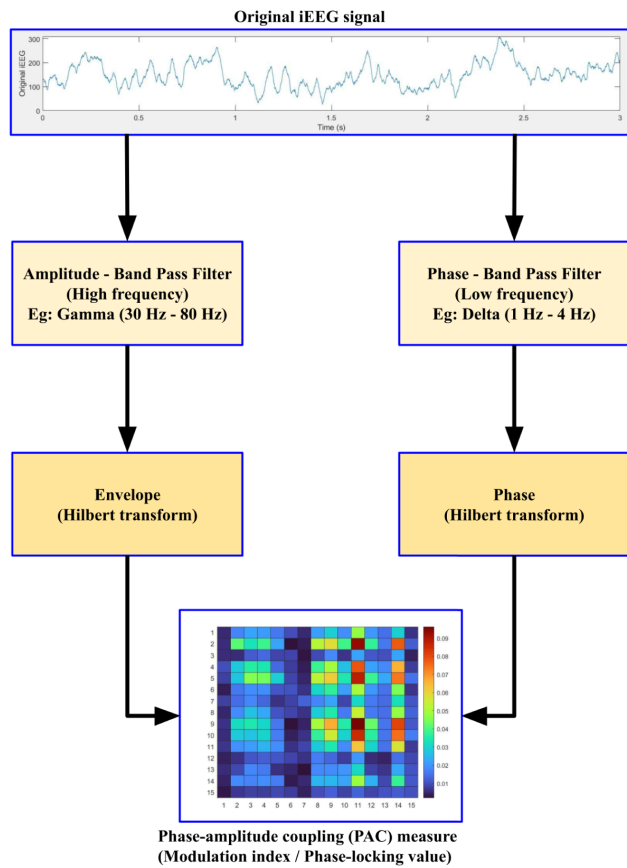 Original iEEG signal
300
200
100
0
Original iEEG
0 0.5 1 1.5 2 2.5 3
Time (s)
Amplitude - Band Pass Filter
(High frequency)
Eg: Gamma (30 Hz - 80 Hz)
Phase - Band Pass Filter
(Low frequency)
Eg: Delta (1 Hz - 4 Hz)
Envelope
(Hilbert transform)
Phase
(Hilbert transform)
1
2
3
4
5
6
7
8
9
10
11
12
13
14
15
1 2 3 4 5 6 7 8 9 10 11 12 13 14 15
0.09
0.08
0.07
0.06
0.05
0.04
0.03
0.02
0.01
Phase-amplitude coupling (PAC) measure
(Modulation index / Phase-locking value)